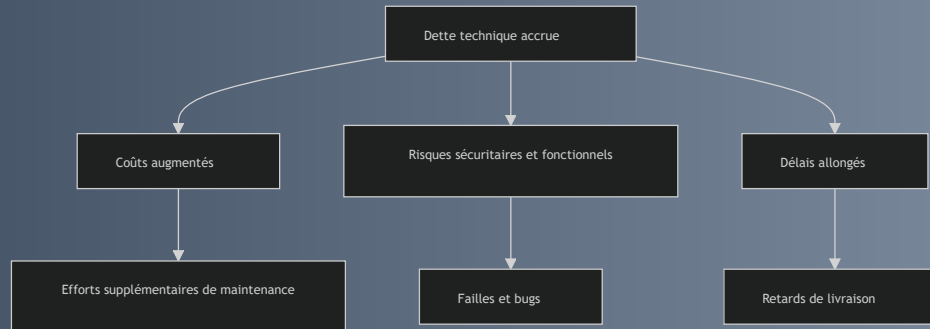 Dette technique accrue
Coûts augmentés
Risques sécuritaires et fonctionnels
Délais allongés
Efforts supplémentaires de maintenance
Failles et bugs
Retards de livraison